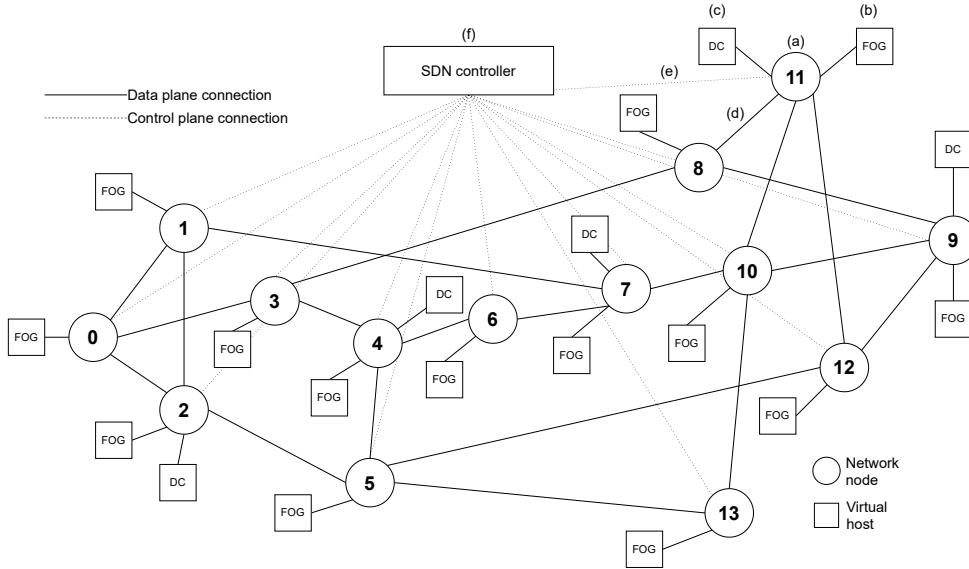 (f)
(c)
(b)
(a)
DC
FOG
SDN controller
(e)
11
Data plane connection
Control plane connection
FOG
(d)
8
DC
FOG
1
DC
9
10
7
3
DC
6
FOG
0
FOG
4
FOG
FOG
FOG
12
FOG
FOG
2
FOG
FOG
DC
5
Network
node
FOG
13
Virtual
host
FOG